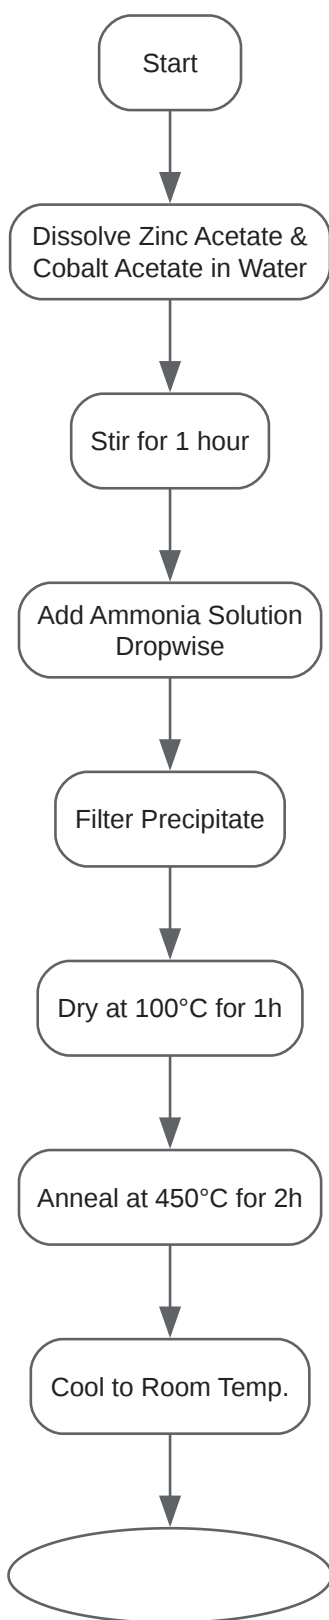 Start
Dissolve Zinc Acetate &
Cobalt Acetate in Water
Stir for 1 hour
Add Ammonia Solution
Dropwise
Filter Precipitate
Dry at 100°C for 1h
Anneal at 450°C for 2h
Cool to Room Temp.